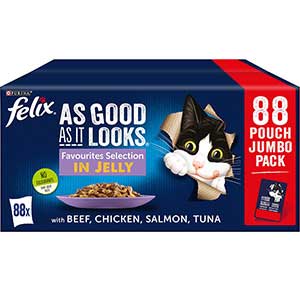 PURINA
felix
AS GOOD
AS IT LOOKS
Favourites Selection
IN JELLY
88
POUCH
JUMBO
PACK
NO
88x
with BEEF, CHICKEN, SALMON, TUNA